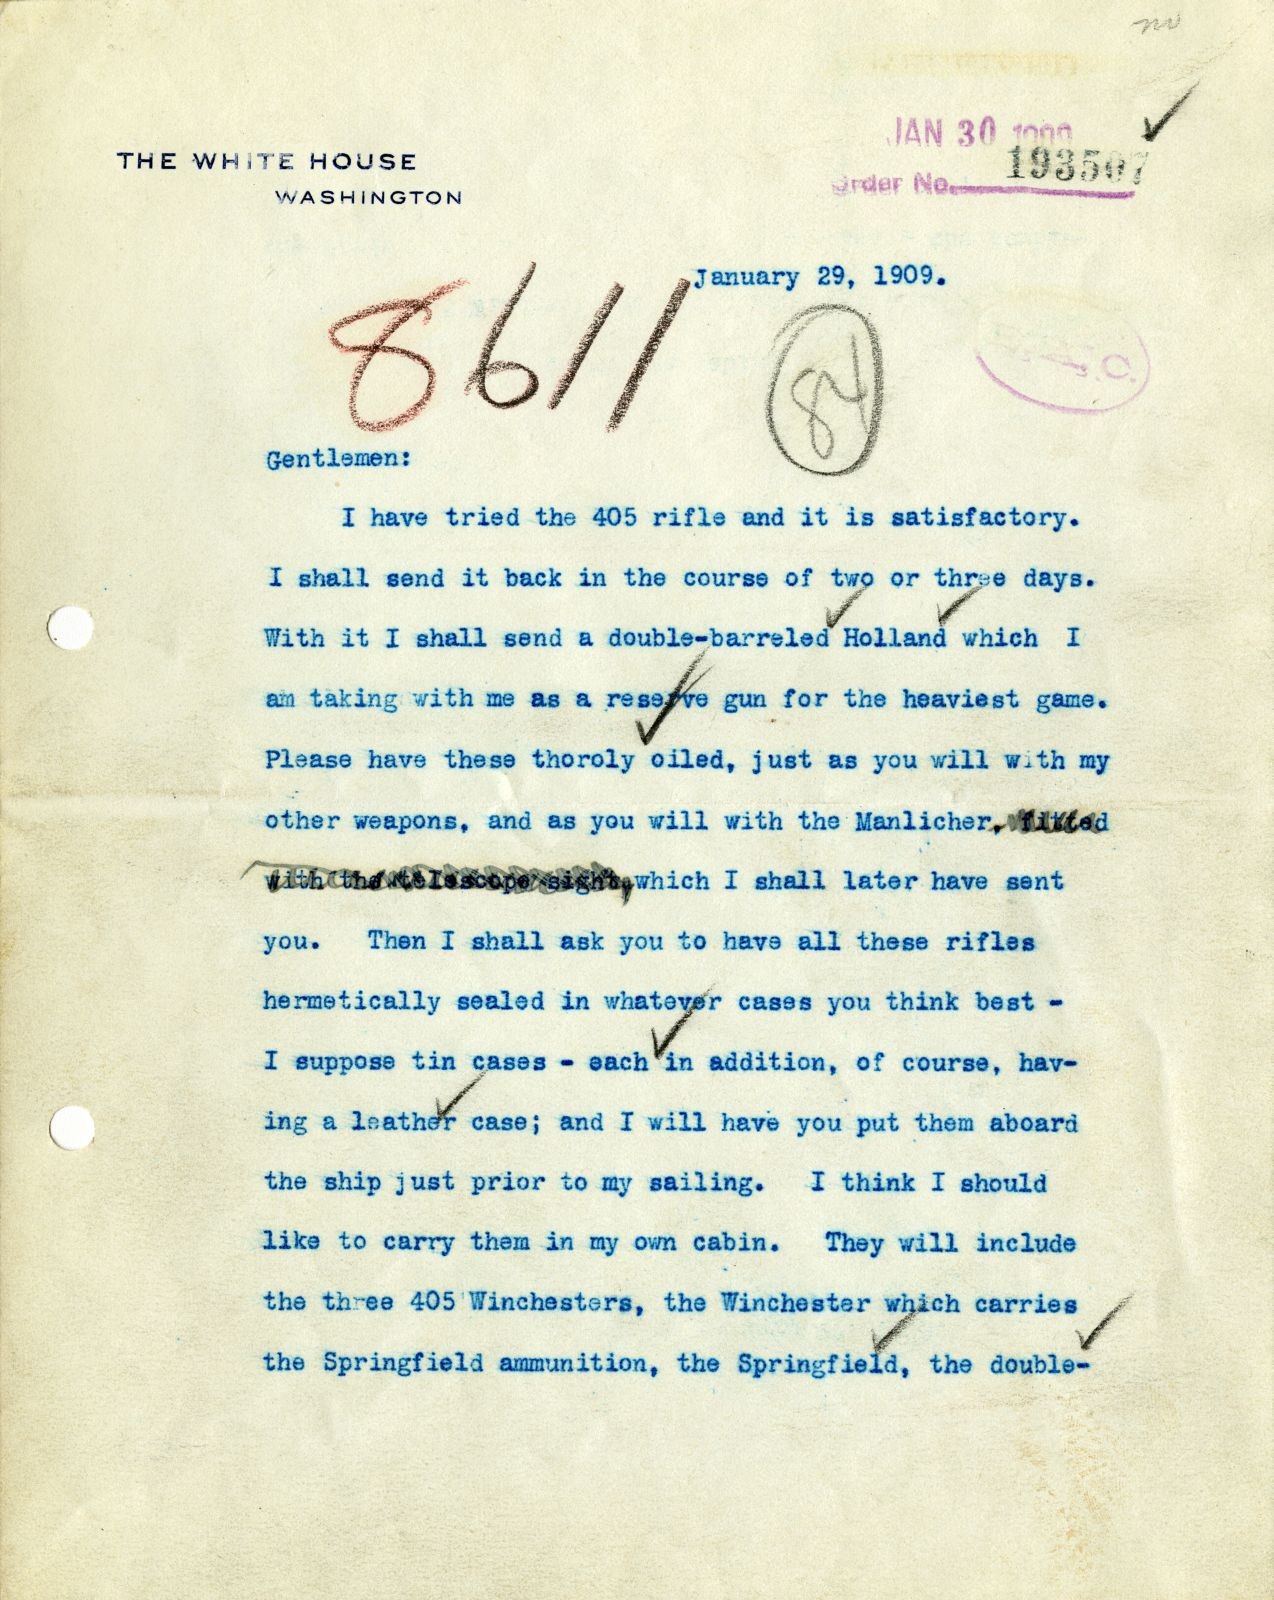 no
JAN 30 1909
THE WHITE HOUSE
WASHINGTON
Order No. 193507
January 29, 1909.
8611
84
Gentlemen:
I have tried the 405 rifle and it is satisfactory.
I shall send it back in the course of two or three days.
With it I shall send a double-barreled Holland which I
am taking with me as a reserve gun for the heaviest game.
Please have these thoroly oiled, just as you will with my
other weapons, and as you will with the Manlicher, fitted
with the telescope sight, which I shall later have sent
you. Then I shall ask you to have all these rifles
hermetically sealed in whatever cases you think best -
I suppose tin cases - each in addition, of course, hav-
ing a leather case; and I will have you put them aboard
the ship just prior to my sailing. I think I should
like to carry them in my own cabin. They will include
the three 405 Winchesters, the Winchester which carries
the Springfield ammunition, the Springfield, the double-